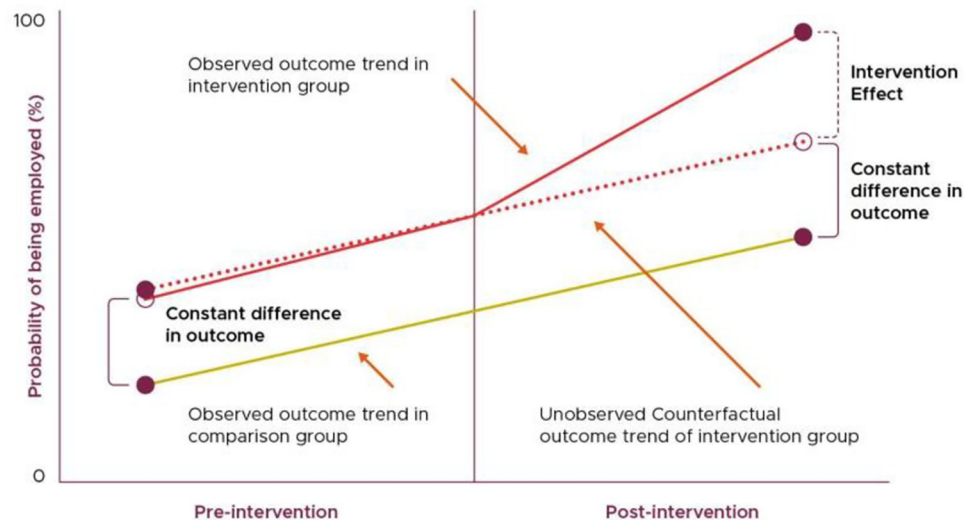 100
Observed outcome trend in
intervention group
Intervention
Effect
Constant
difference in
outcome
Probability of being employed (%)
Constant difference
in outcome
Observed outcome trend in
comparison group
Unobserved Counterfactual
outcome trend of intervention group
0
Pre-intervention
Post-intervention